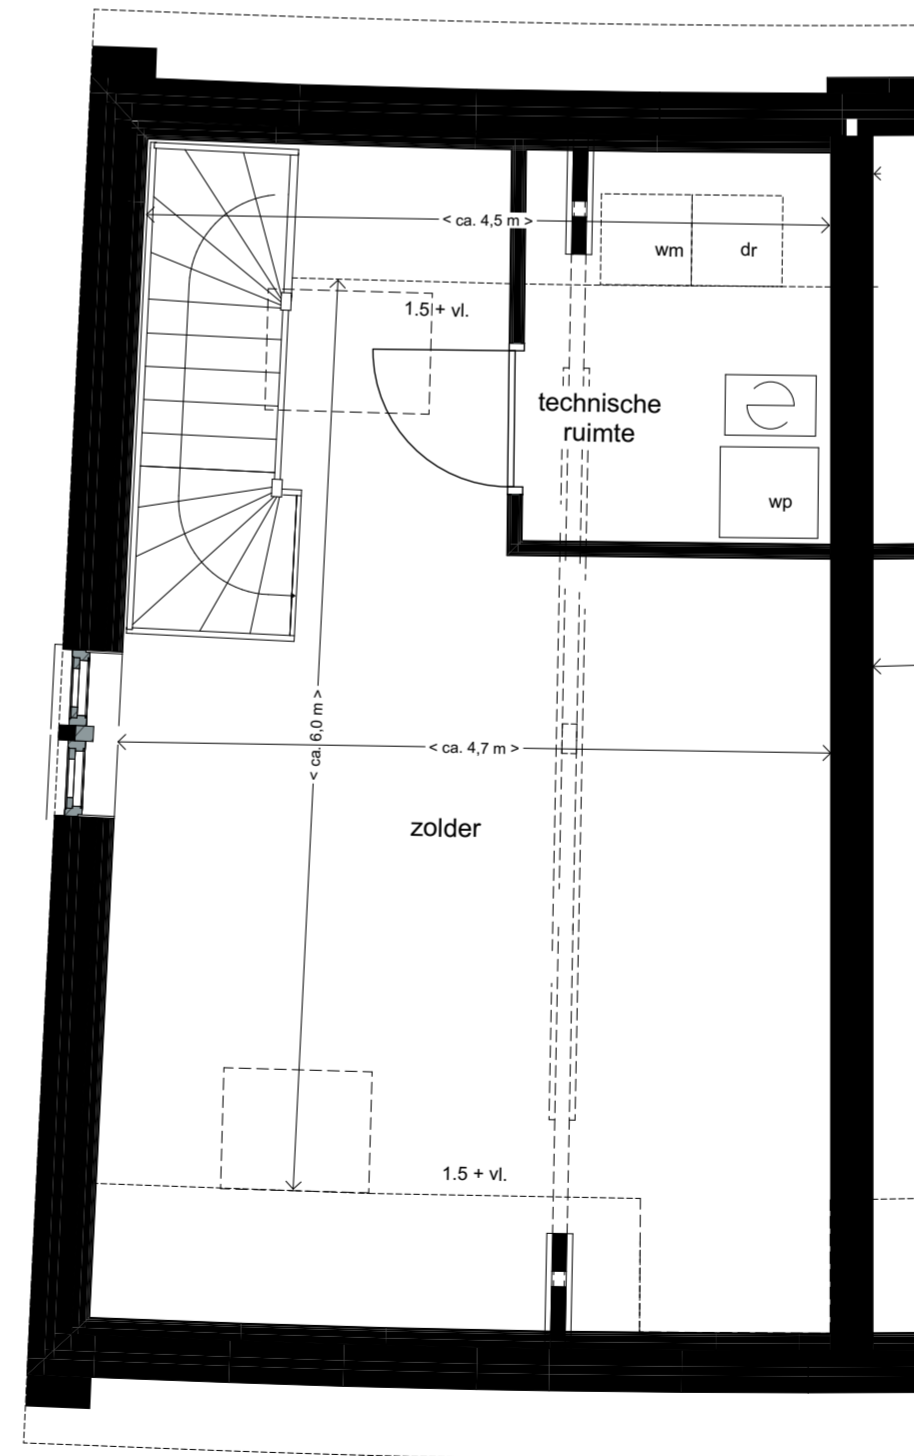 < ca. 4,5 m >
wm
dr
1.5 + vl.
technische
ruimte
wp
< ca. 6,0 m >
< ca. 4,7 m >
zolder
1.5 + vl.